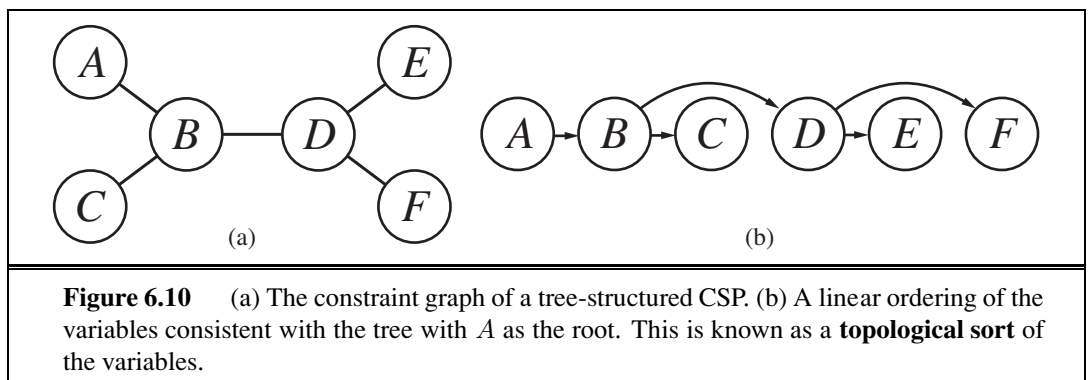 A
E
B
D
C
F
(a)
A B C D E F
(b)
Figure 6.10 (a) The constraint graph of a tree-structured CSP. (b) A linear ordering of the
variables consistent with the tree with A as the root. This is known as a topological sort of
the variables.